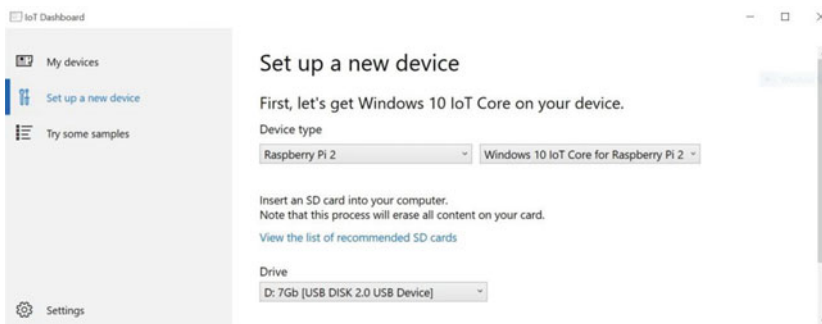 IoT Dashboard
My devices
Set up a new device
Try some samples
Settings
Set up a new device
First, let's get Windows 10 IoT Core on your device.
Device type
Raspberry Pi 2
Windows 10 IoT Core for Raspberry Pi 2
Insert an SD card into your computer.
Note that this process will erase all content on your card.
View the list of recommended SD cards
Drive
D: 7Gb [USB DISK 2.0 USB Device]